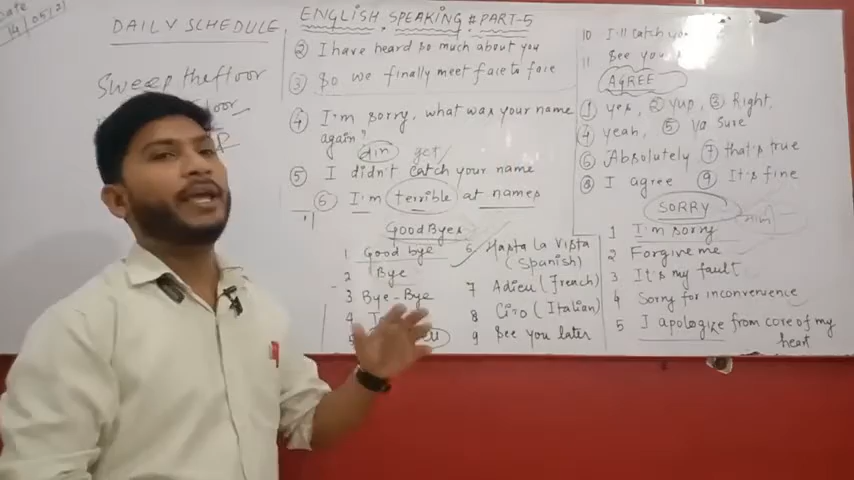 Date
14/05/21
DAILY SCHEDULE
Sweep the floor
ENGLISH SPEAKING # PART-5
② I have heard so much about you
③ So we finally meet face to face
④ I'm sorry, what was your name
again?
get
⑤ I didn't catch your name
⑥ I'm terrible at names
GoodByes
1 Good bye
2 Bye
3 Bye-Bye
4 I
6 Hasta La Vista
(Spanish)
7 Adieu (French)
8 Ciao (Italian)
9 See you later
10 I'll catch yo
11 See you
AGREE
① yes, ② yup, ③ Right,
④ yeah, ⑤ ya sure
⑥ Absolutely ⑦ that's true
⑧ I agree ⑨ It's fine
SORRY
1 I'm sorry
2 Forgive me
3 It's my fault
4 Sorry for inconvenience
5 I apologize from core of my
heart